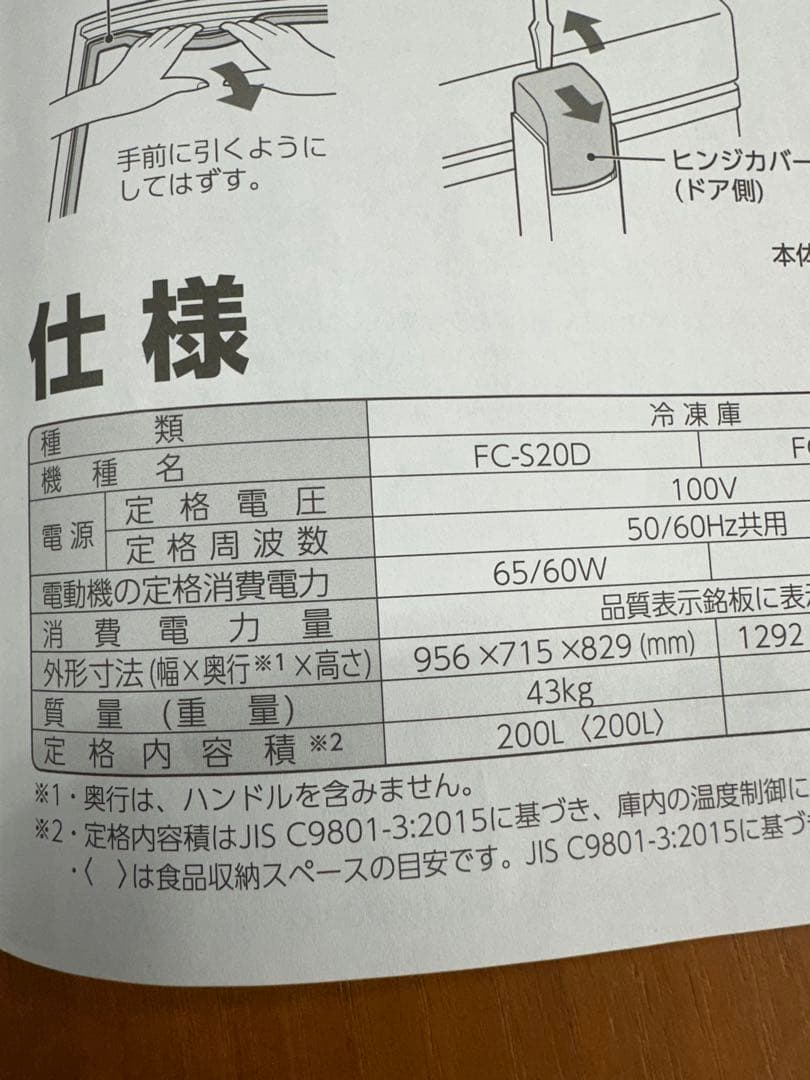 手前に引くように
してはずす。
ヒンジカバー
(ドア側)
本体
仕様
種類 冷凍庫
機種名 FC-S20D
電源 定格電圧 100V
定格周波数 50/60Hz共用
電動機の定格消費電力 65/60W
消費電力量 品質表示銘板に表示
外形寸法(幅×奥行※1×高さ) 956×715×829(mm) 1292
質量(重量) 43kg
定格内容積※2 200L〈200L〉
※1・奥行は、ハンドルを含みません。
※2・定格内容積はJIS C9801-3:2015に基づき、庫内の温度制御に
・〈 〉は食品収納スペースの目安です。JIS C9801-3:2015に基づき